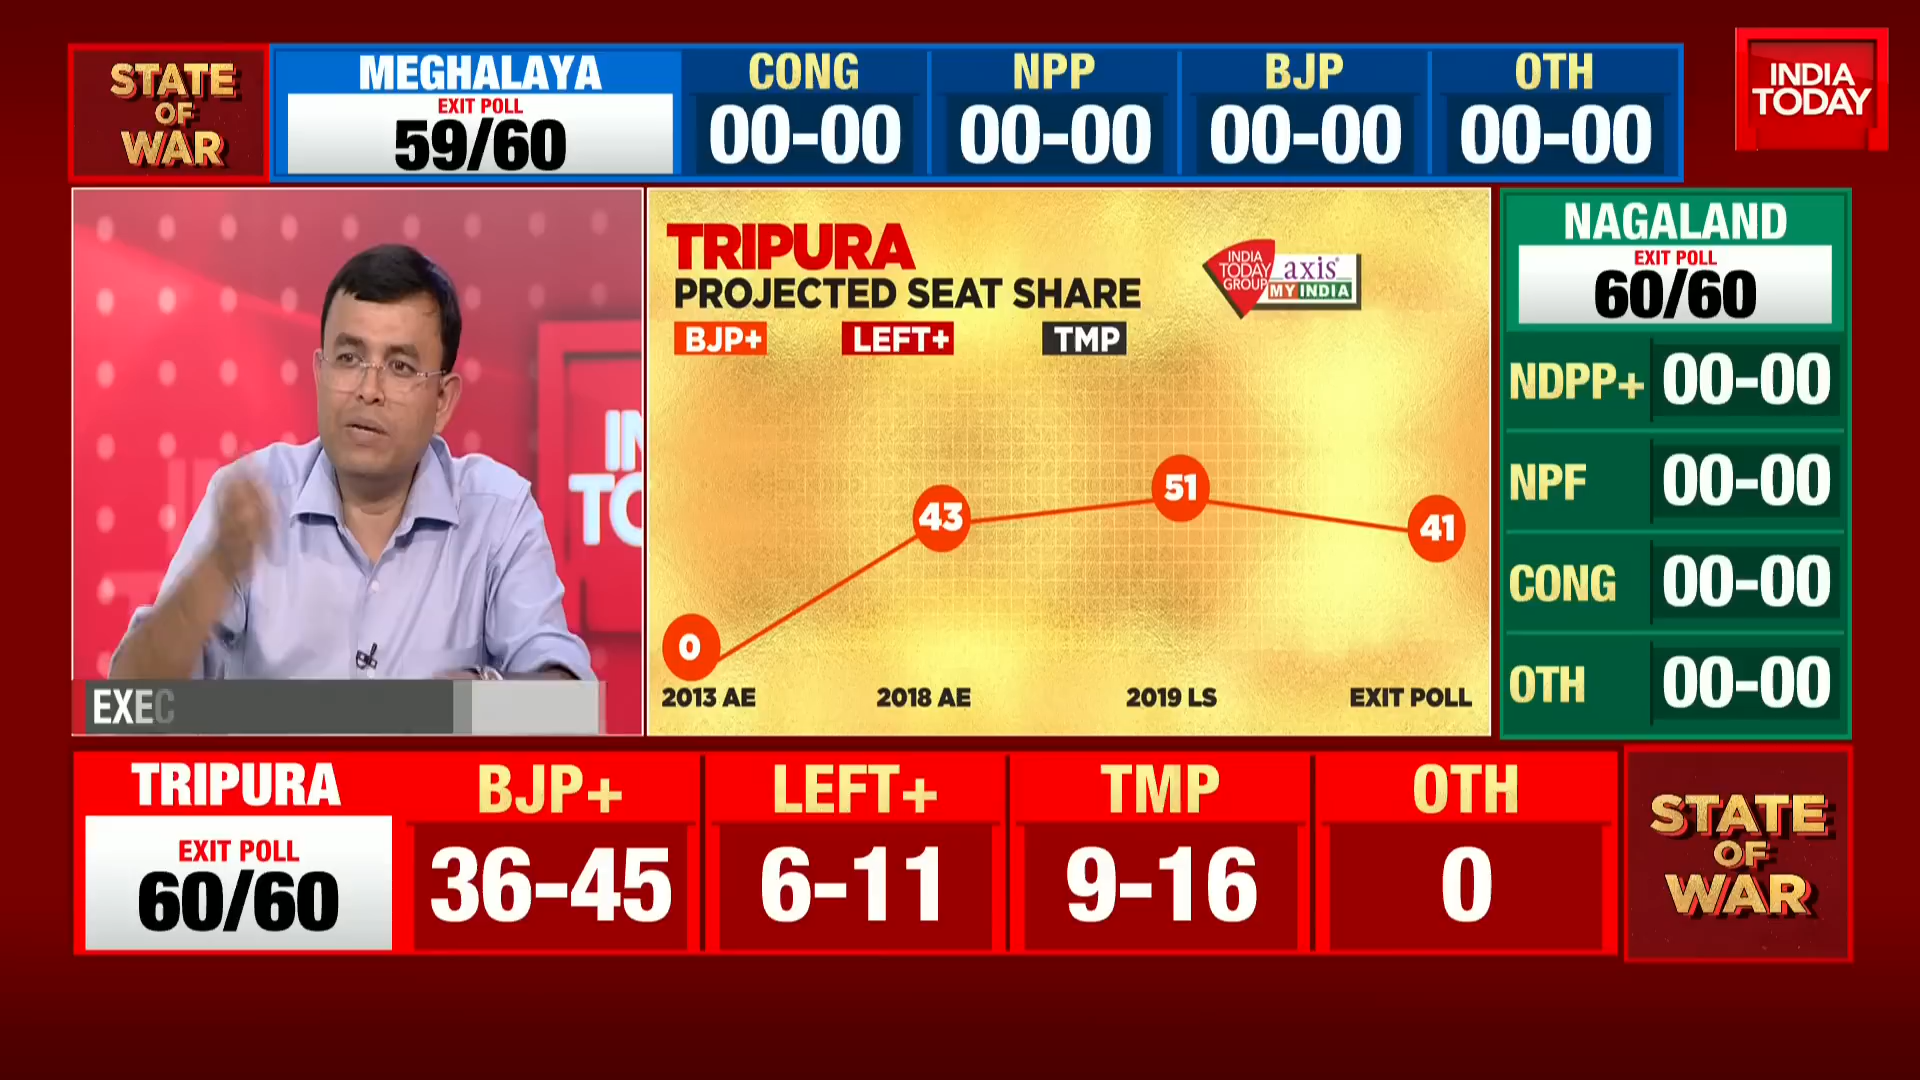 STATE
OF
WAR
MEGHALAYA
EXIT POLL
59/60
CONG
00-00
NPP
00-00
BJP
00-00
OTH
00-00
INDIA
TODAY
TRIPURA
PROJECTED SEAT SHARE
BJP+ LEFT+ TMP
INDIA
TODAY
GROUP
axis
MY INDIA
51
43
41
0
2013 AE 2018 AE 2019 LS EXIT POLL
EXEC
NAGALAND
EXIT POLL
60/60
NDPP+ 00-00
NPF 00-00
CONG 00-00
OTH 00-00
TRIPURA
EXIT POLL
60/60
BJP+
36-45
LEFT+
6-11
TMP
9-16
OTH
0
STATE
OF
WAR